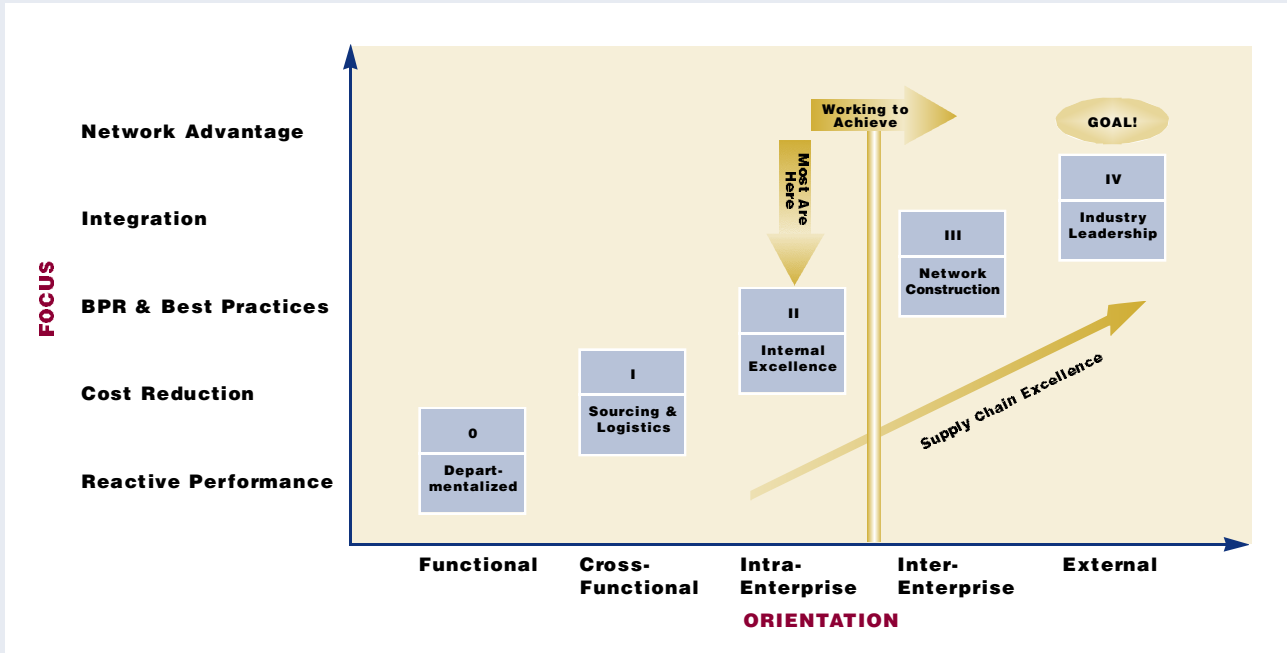 Network Advantage
Working to
Achieve
GOAL!
Most Are
Here
IV
Industry
Leadership
Integration
III
Network
Construction
FOCUS
BPR & Best Practices
II
Internal
Excellence
Supply Chain Excellence
Cost Reduction
I
Sourcing &
Logistics
0
Depart-
mentalized
Reactive Performance
Functional
Cross-
Functional
Intra-
Enterprise
Inter-
Enterprise
External
ORIENTATION